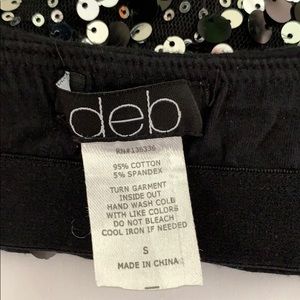 deb
RN#136336
95% COTTON
5% SPANDEX
TURN GARMENT
INSIDE OUT
HAND WASH COLD
WITH LIKE COLORS
DO NOT BLEACH
COOL IRON IF NEEDED
S
MADE IN CHINA